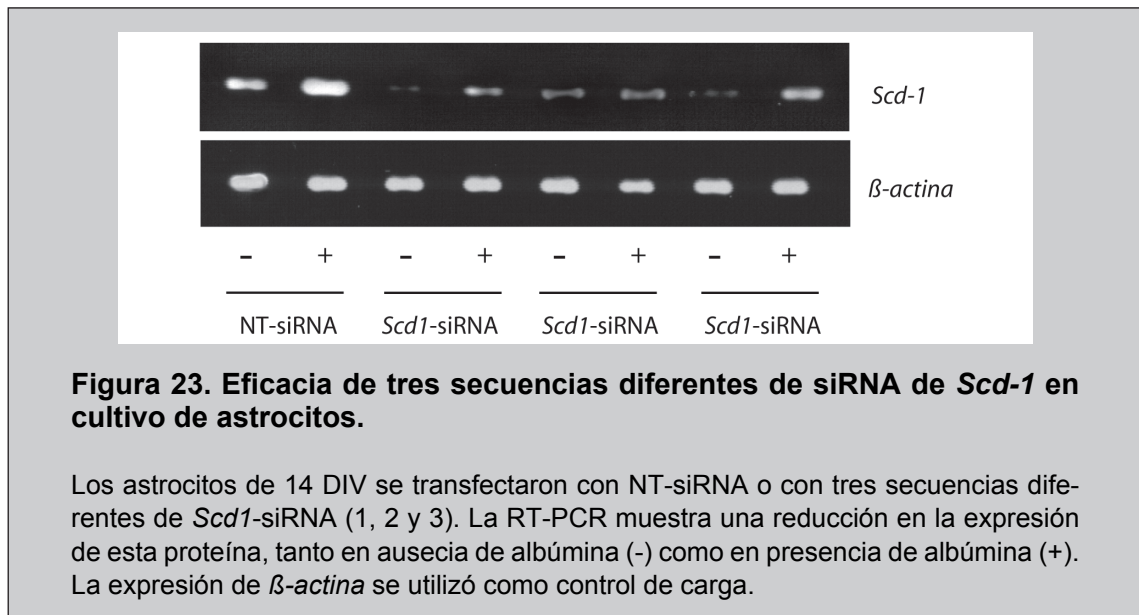 Scd-1
ß-actina
- + - + - + - +
NT-siRNA Scd1-siRNA Scd1-siRNA Scd1-siRNA
Figura 23. Eficacia de tres secuencias diferentes de siRNA de Scd-1 en
cultivo de astrocitos.
Los astrocitos de 14 DIV se transfectaron con NT-siRNA o con tres secuencias dife-
rentes de Scd1-siRNA (1, 2 y 3). La RT-PCR muestra una reducción en la expresión
de esta proteína, tanto en ausecia de albúmina (-) como en presencia de albúmina (+).
La expresión de ß-actina se utilizó como control de carga.